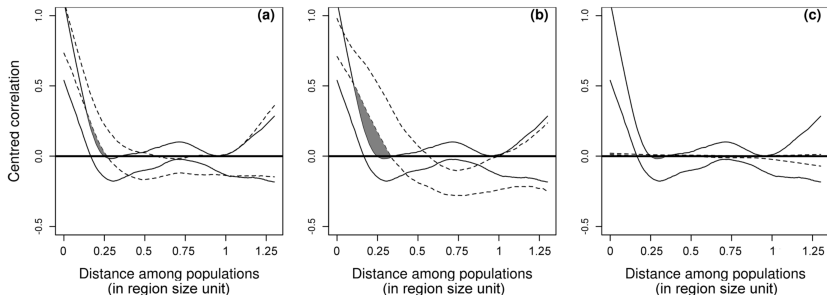 (a)
(b)
(c)
Centred correlation
1.0
0.5
0.0
-0.5
0 0.25 0.5 0.75 1 1.25
0 0.25 0.5 0.75 1 1.25
0 0.25 0.5 0.75 1 1.25
1.0
0.5
0.0
-0.5
1.0
0.5
0.0
-0.5
Distance among populations
(in region size unit)
Distance among populations
(in region size unit)
Distance among populations
(in region size unit)